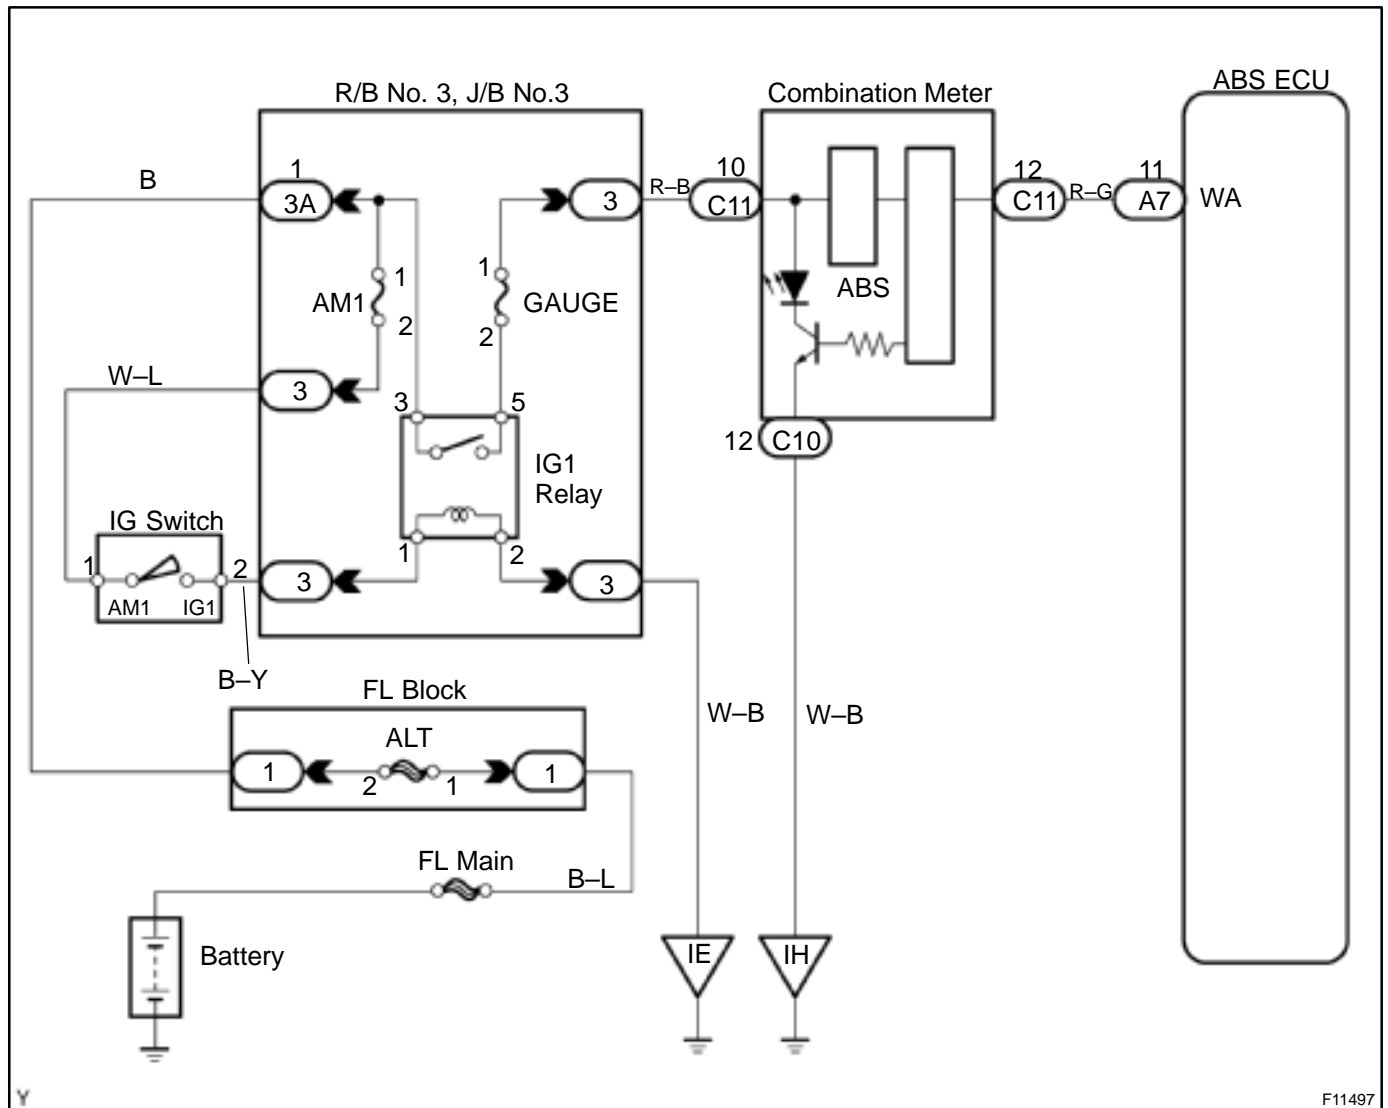 R/B No. 3, J/B No.3
Combination Meter
ABS ECU
B
1
3A
3
R–B
10
C11
12
C11
R–G
11
A7
WA
1
AM1
2
1
GAUGE
2
ABS
W–L
3
3
5
IG1
Relay
12
C10
IG Switch
1
2
AM1
IG1
3
1
2
3
B–Y
FL Block
ALT
1
2
1
1
W–B
W–B
FL Main
B–L
Battery
IE
IH
Y
F11497